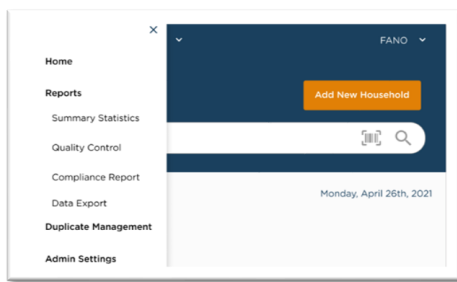 Home
Reports
Summary Statistics
Quality Control
Compliance Report
Data Export
Duplicate Management
Admin Settings
FANO
Add New Household
Monday, April 26th, 2021